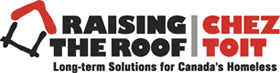 RAISING CHEZ
THE ROOF TOIT
Long-term Solutions for Canada's Homeless